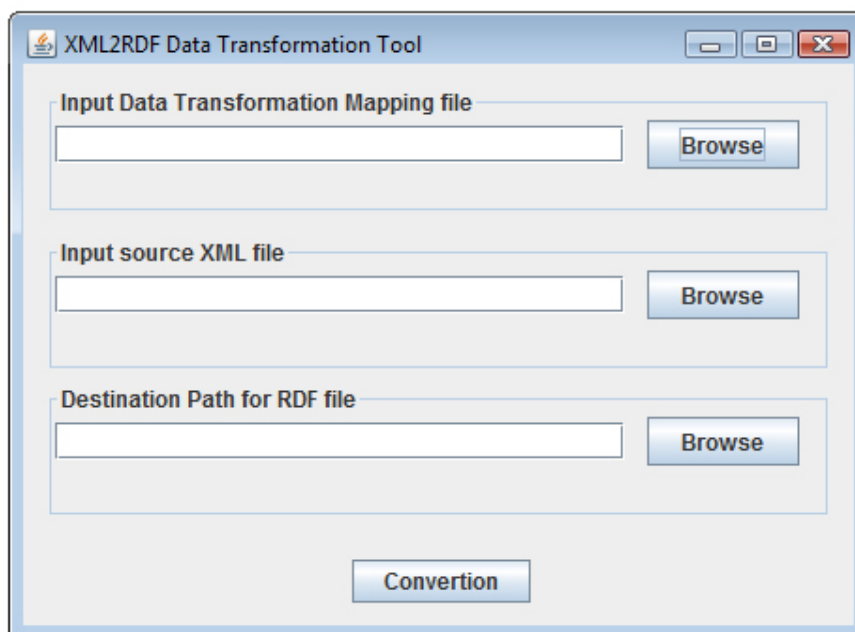 XML2RDF Data Transformation Tool
Input Data Transformation Mapping file
Browse
Input source XML file
Browse
Destination Path for RDF file
Browse
Convertion